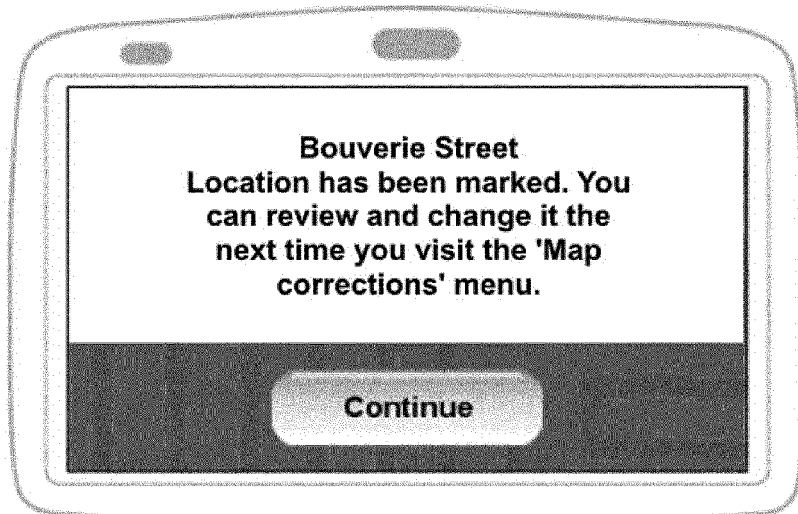 Bouverie Street
Location has been marked. You
can review and change it the
next time you visit the 'Map
corrections' menu.
Continue